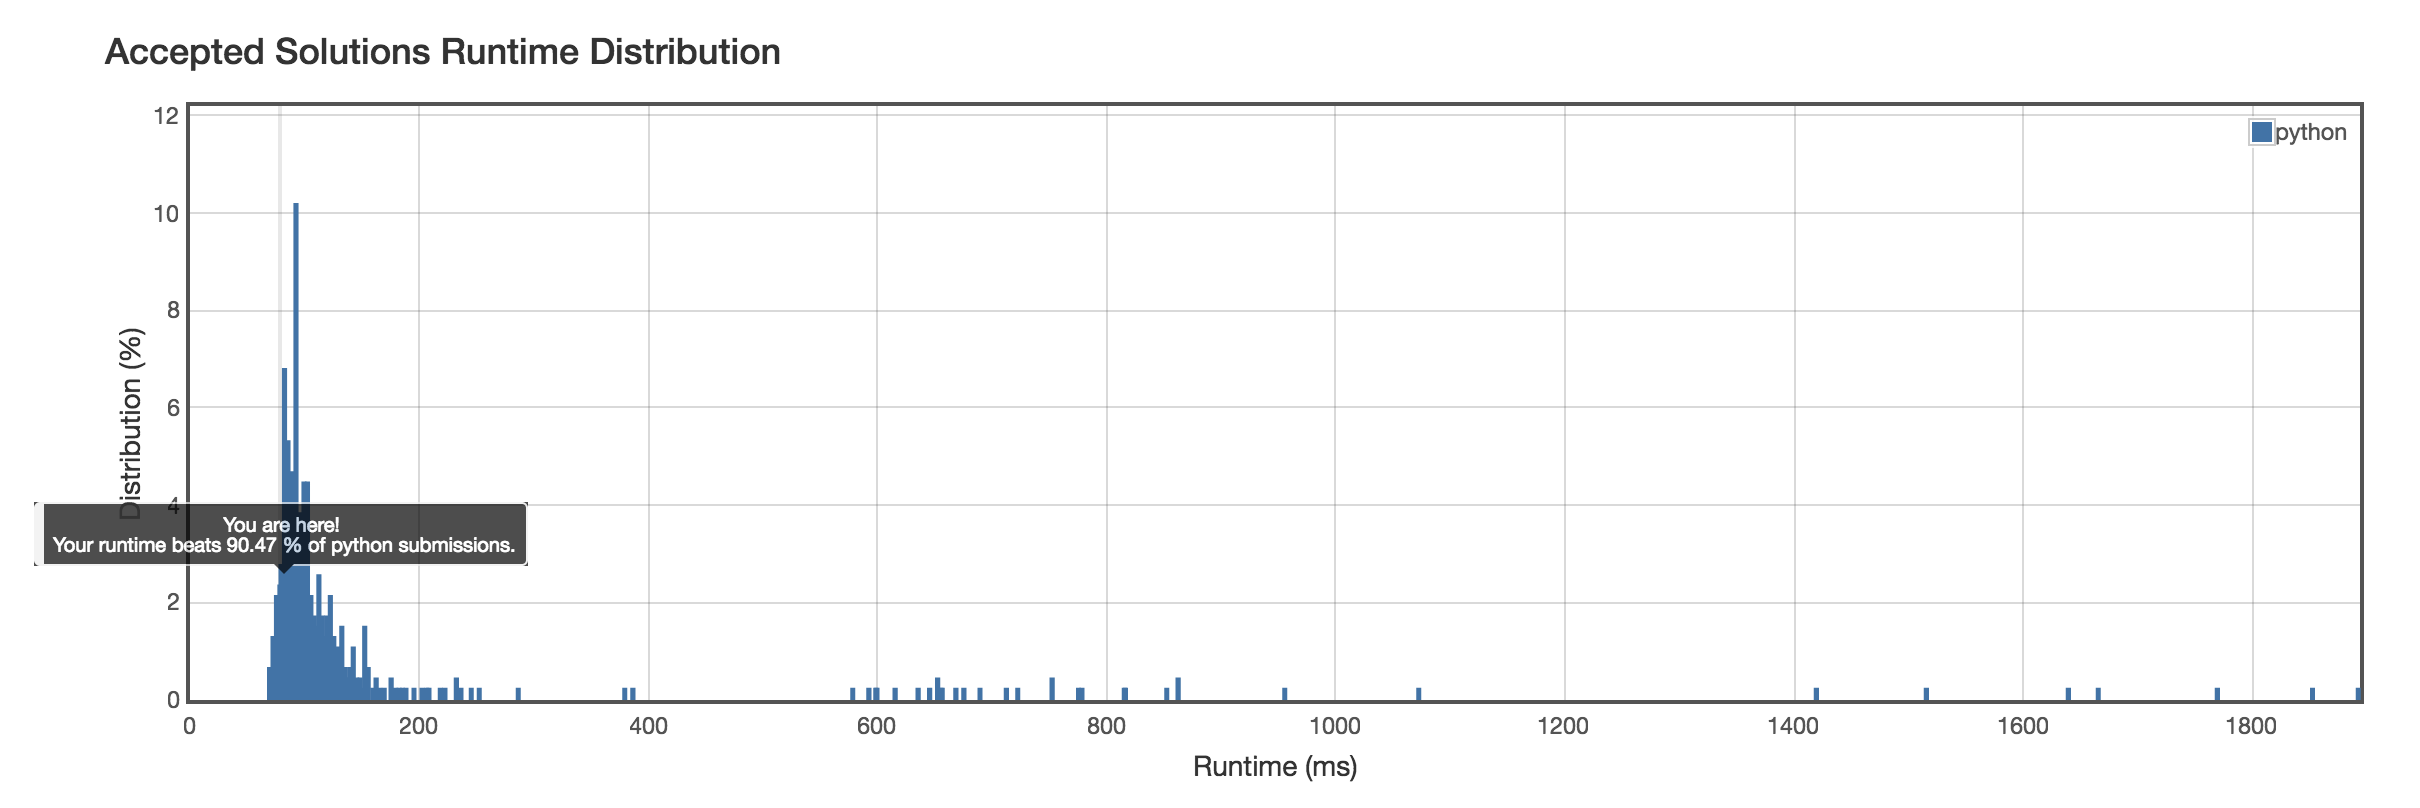 Accepted Solutions Runtime Distribution
12
10
8
6
4
2
0
Distribution (%)
python
You are here!
Your runtime beats 90.47 % of python submissions.
0 200 400 600 800 1000 1200 1400 1600 1800
Runtime (ms)